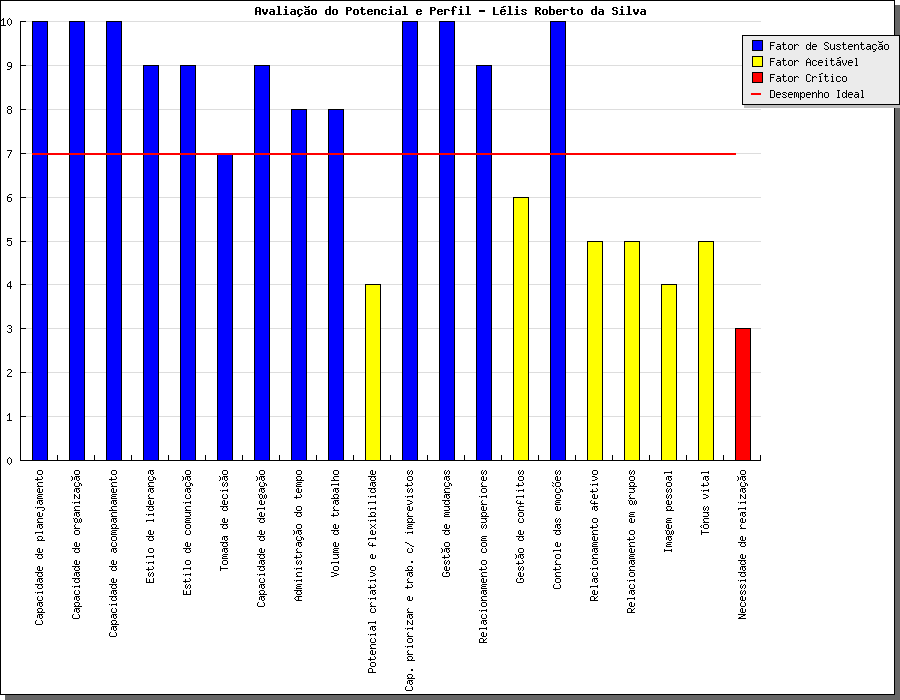 Avaliação do Potencial e Perfil - Lélis Roberto da Silva
Fator de Sustentação
Fator Aceitável
Fator Crítico
Desempenho Ideal
10
9
8
7
6
5
4
3
2
1
0
Capacidade de planejamento
Capacidade de organização
Capacidade de acompanhamento
Estilo de liderança
Estilo de comunicação
Tomada de decisão
Capacidade de delegação
Administração do tempo
Volume de trabalho
Potencial criativo e flexibilidade
Cap. priorizar e trab. c/ imprevistos
Gestão de mudanças
Relacionamento com superiores
Gestão de conflitos
Controle das emoções
Relacionamento afetivo
Relacionamento em grupos
Imagem pessoal
Tônus vital
Necessidade de realização